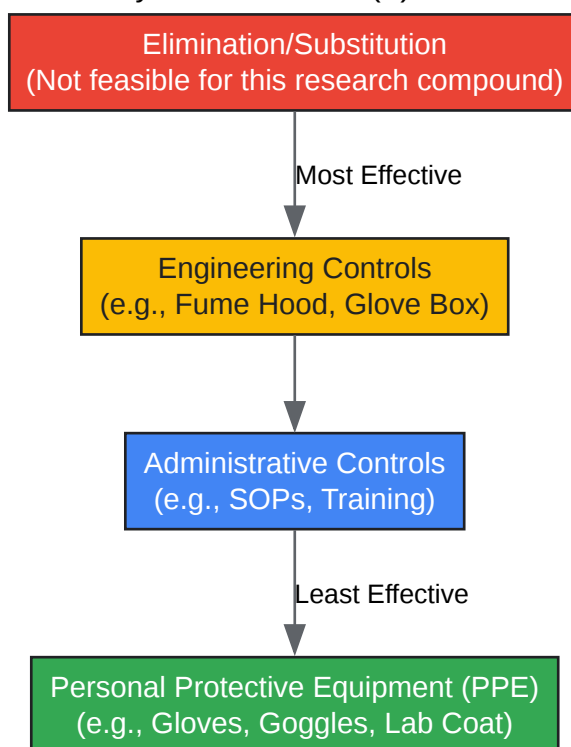 Elimination/Substitution
(Not feasible for this research compound)
Most Effective
Engineering Controls
(e.g., Fume Hood, Glove Box)
Administrative Controls
(e.g., SOPs, Training)
Least Effective
Personal Protective Equipment (PPE)
(e.g., Gloves, Goggles, Lab Coat)